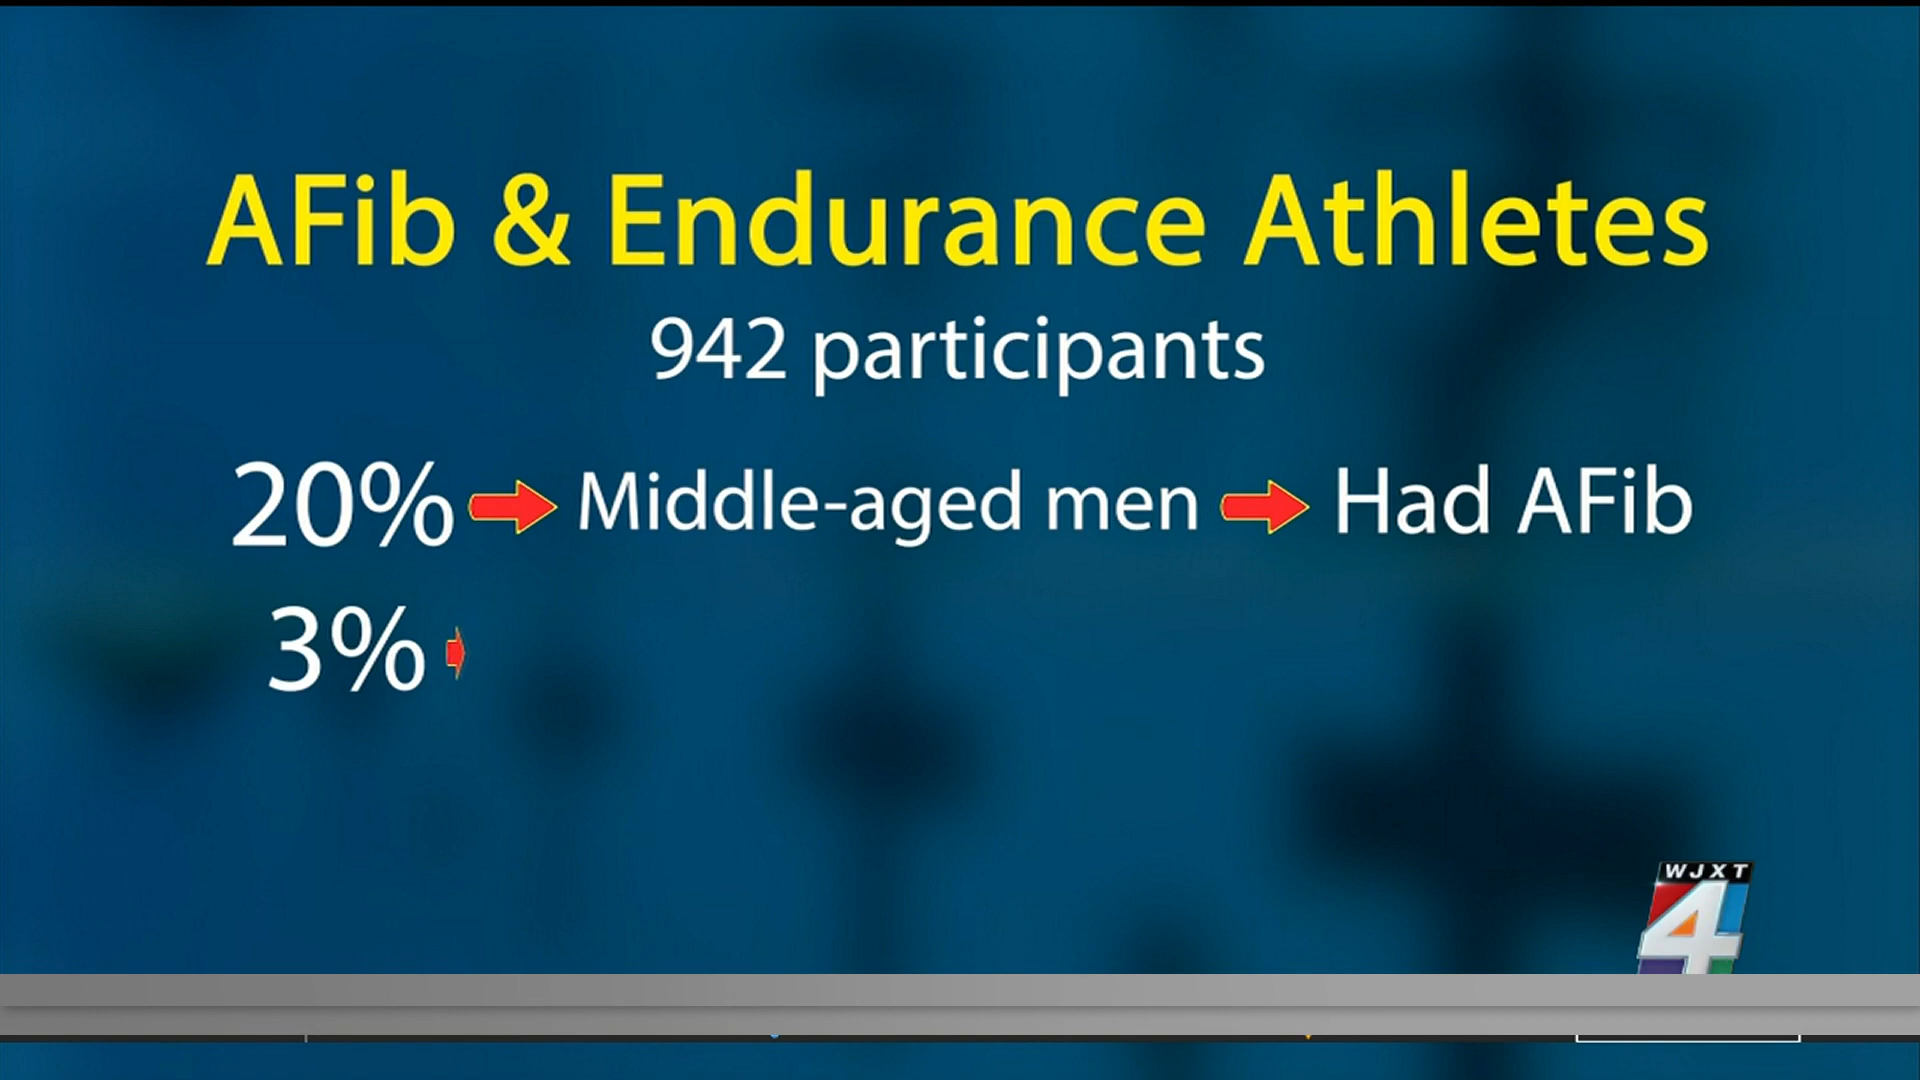 AFib & Endurance Athletes
942 participants
20% Middle-aged men Had AFib
3%
WJXT
4